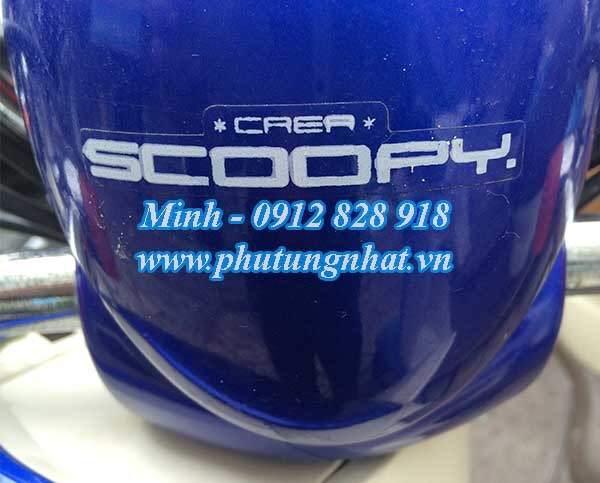 * CREA *
SCOOPY.
Minh - 0912 828 918
www.phutungnhat.vn